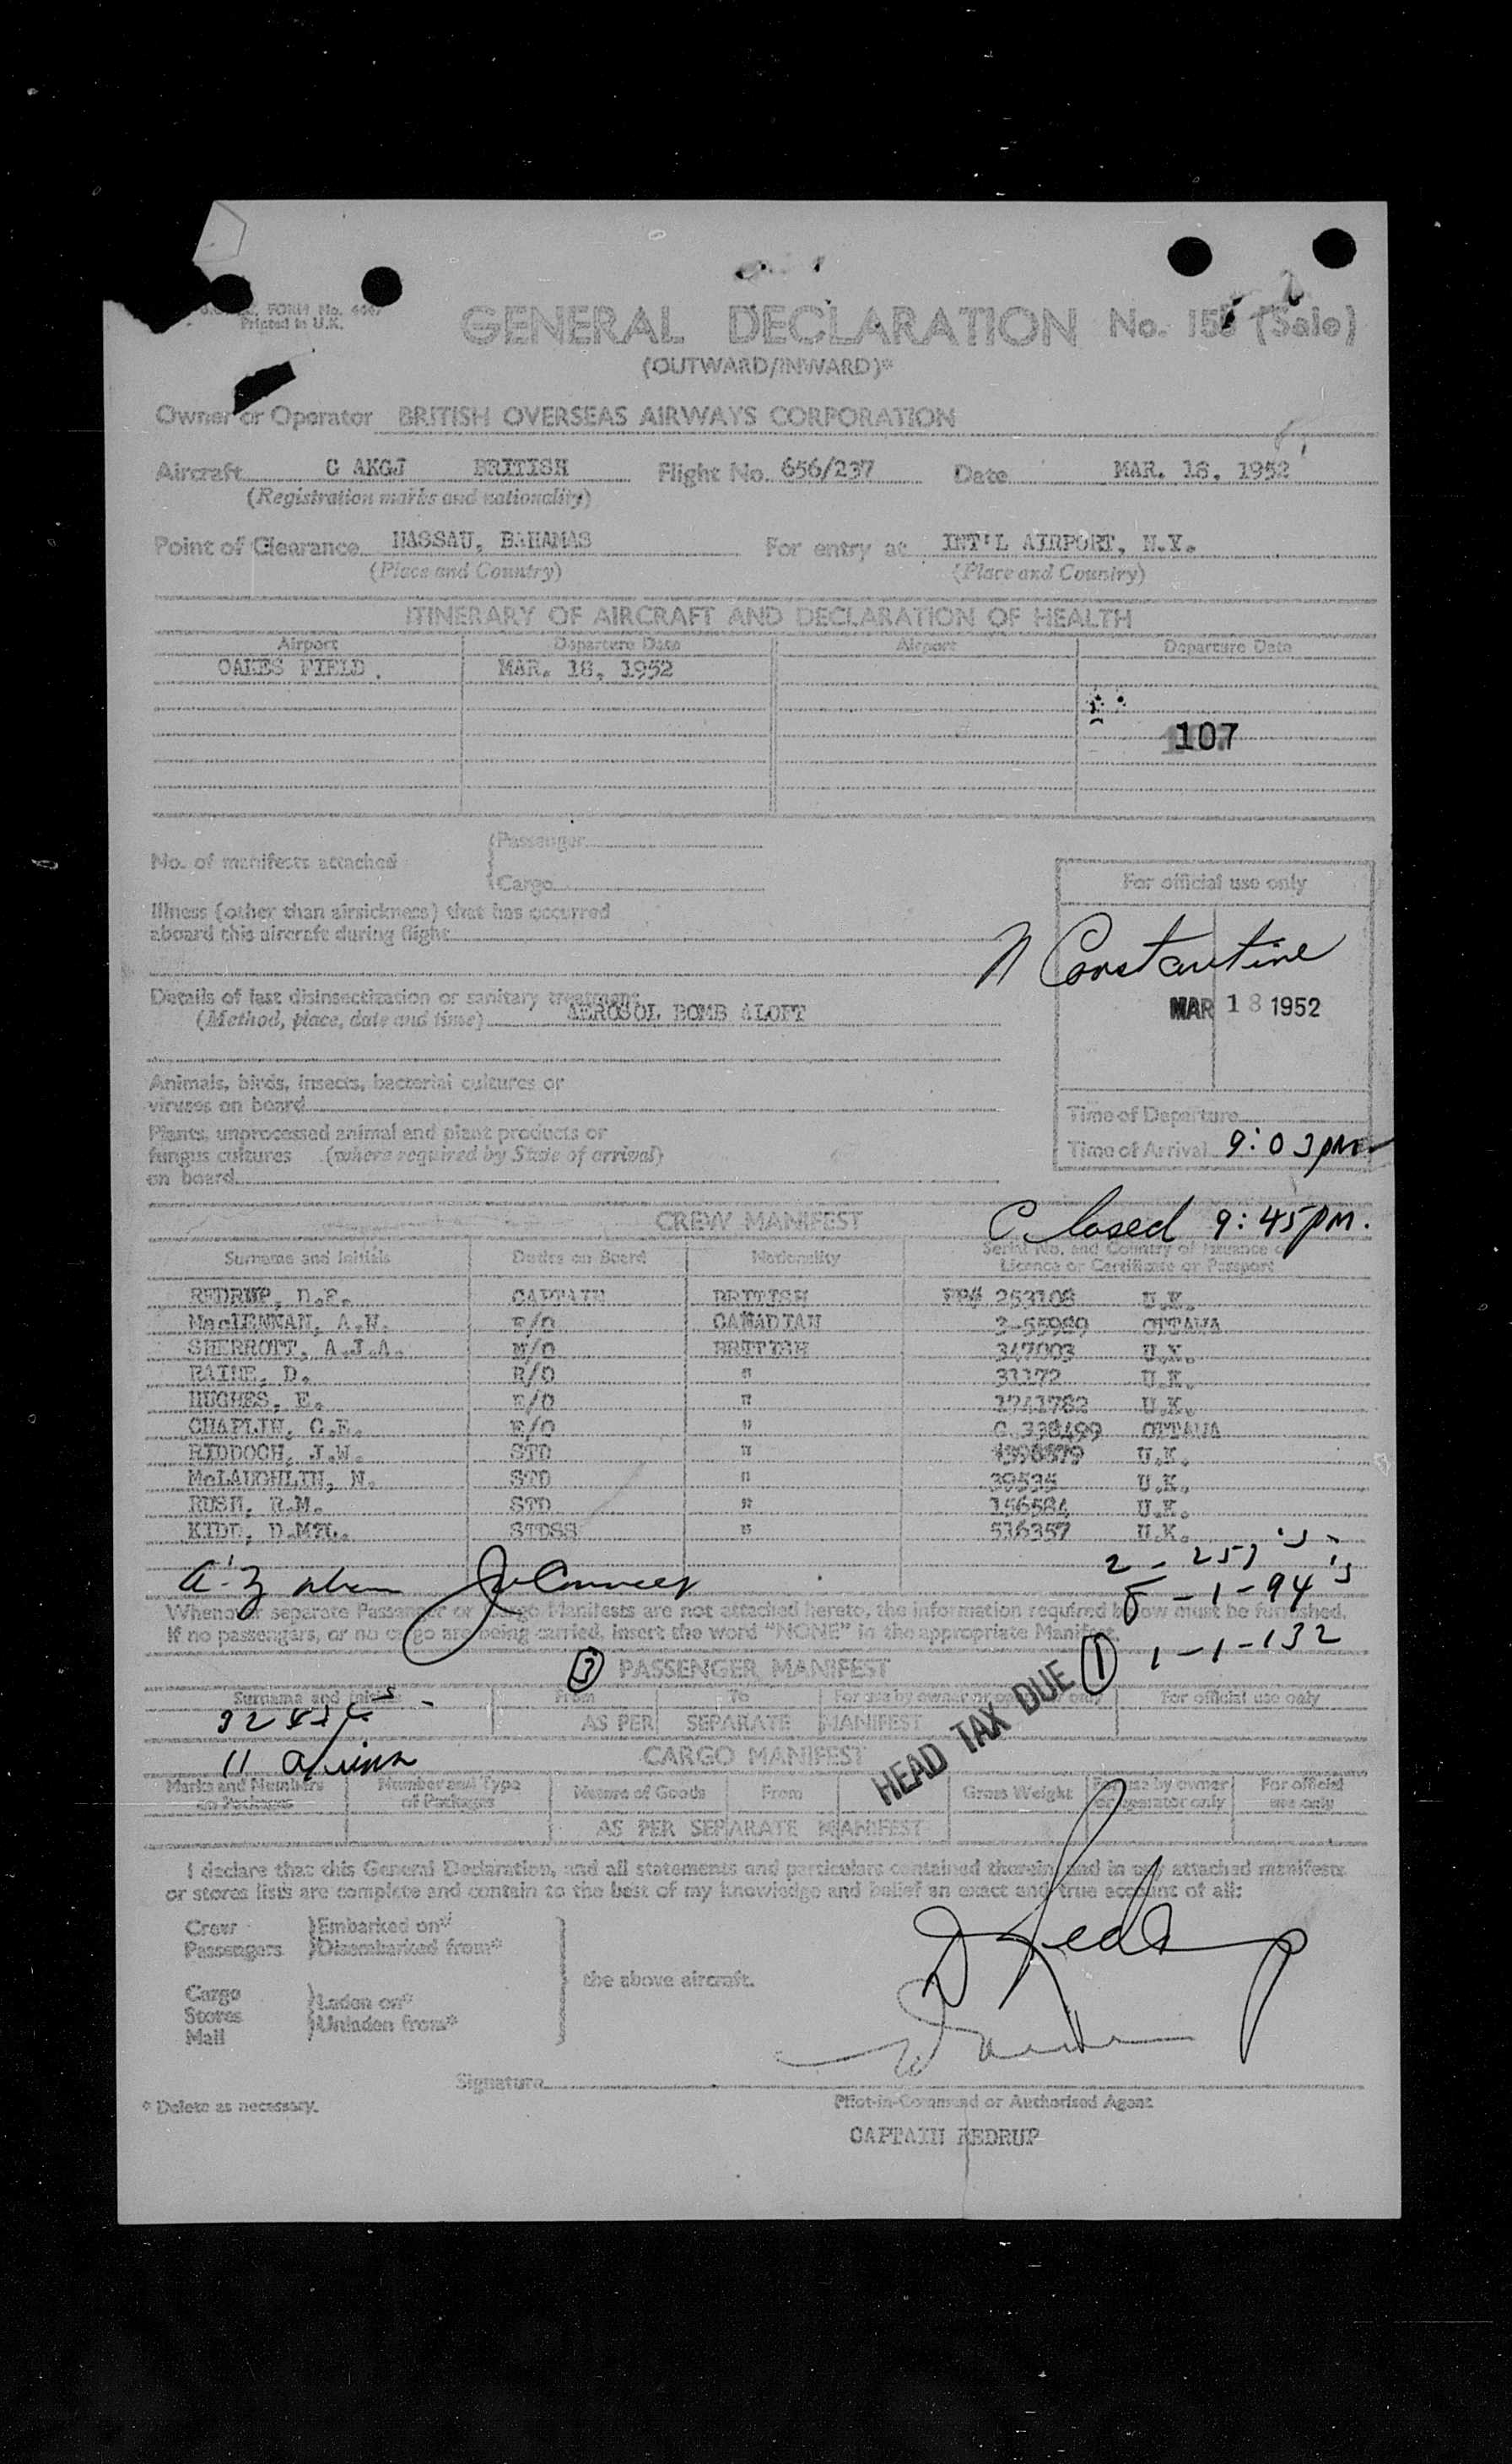 FORM No. 444
Printed in U.K.
GENERAL DECLARATION No. 15 (Sale)
(OUTWARD/INWARD)*
Owner or Operator BRITISH OVERSEAS AIRWAYS CORPORATION
Aircraft G AKGJ BRITISH Flight No. 656/237 Date MAR. 18, 1952
(Registration marks and nationality)
Point of Clearance NASSAU, BAHAMAS For entry at INT'L AIRPORT, N.Y.
(Place and Country) (Place and Country)
ITINERARY OF AIRCRAFT AND DECLARATION OF HEALTH
Airport Departure Date Airport Departure Date
OAKES FIELD. MAR. 18, 1952
107
No. of manifests attached
Passenger
Cargo
For official use only
Illness (other than airsickness) that has occurred
aboard this aircraft during flight
N Constantine
Details of last disinsectization or sanitary treatment
(Method, place, date and time) AEROSOL BOMB ALOFT
MAR 18 1952
Animals, birds, insects, bacterial cultures or
viruses on board
Time of Departure
Plants, unprocessed animal and plant products or
fungus cultures (where required by State of arrival)
on board
Time of Arrival 9:03 pm
CREW MANIFEST
Closed 9:45 pm.
Surname and Initials Duties on Board Nationality Serial No. and Country of Issuance of
Licence or Certificate or Passport
REDRUP, D.P. CAPTAIN BRITISH PP# 253108 U.K.
MacLENNAN, A.N. F/O CANADIAN 3-55989 OTTAWA
SHERROTT, A.J.A. N/O BRITISH 347003 U.K.
RAINE, D. R/O " 31172 U.K.
HUGHES, E. E/O " 1741782 U.K.
CHAPLIN, G.E. E/O " C 338499 OTTAWA
RIDDOCH, J.W. STD " U.K.
McLAUGHLIN, N. STD " 39535 U.K.
RUSH, R.M. STD " 156584 U.K.
KIDD, STDSS " 516357 U.K.
Whenever separate Passenger or Cargo Manifests are not attached hereto, the information required below must be furnished.
If no passengers, or no cargo are being carried, insert the word "NONE" in the appropriate Manifest.
1-1-132
3 PASSENGER MANIFEST 1
HEAD TAX DUE
Surname and Initials From To For use by owner or operator only For official use only
AS PER SEPARATE MANIFEST
CARGO MANIFEST
Marks and Numbers on Packages Number and Type of Packages Nature of Goods From Gross Weight For use by owner or operator only For official use only
AS PER SEPARATE MANIFEST
I declare that this General Declaration, and all statements and particulars contained therein and in any attached manifests
or stores lists are complete and contain to the best of my knowledge and belief an exact and true account of all:
Crew Embarked on*
Passengers Disembarked from*
the above aircraft.
Cargo
Stores Laden on*
Mail Unladen from*
D Redrup
Signature
* Delete as necessary.
Pilot-in-Command or Authorised Agent
CAPTAIN REDRUP